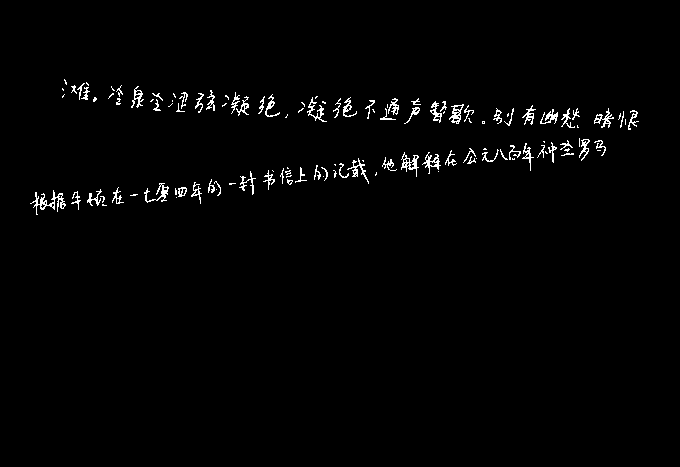 滩。冷泉冷涩弦凝绝，凝绝不通声暂歇。别有幽愁暗恨
根据牛顿在一七零四年的一封书信上的记载，他解释在公元八百年神圣罗马